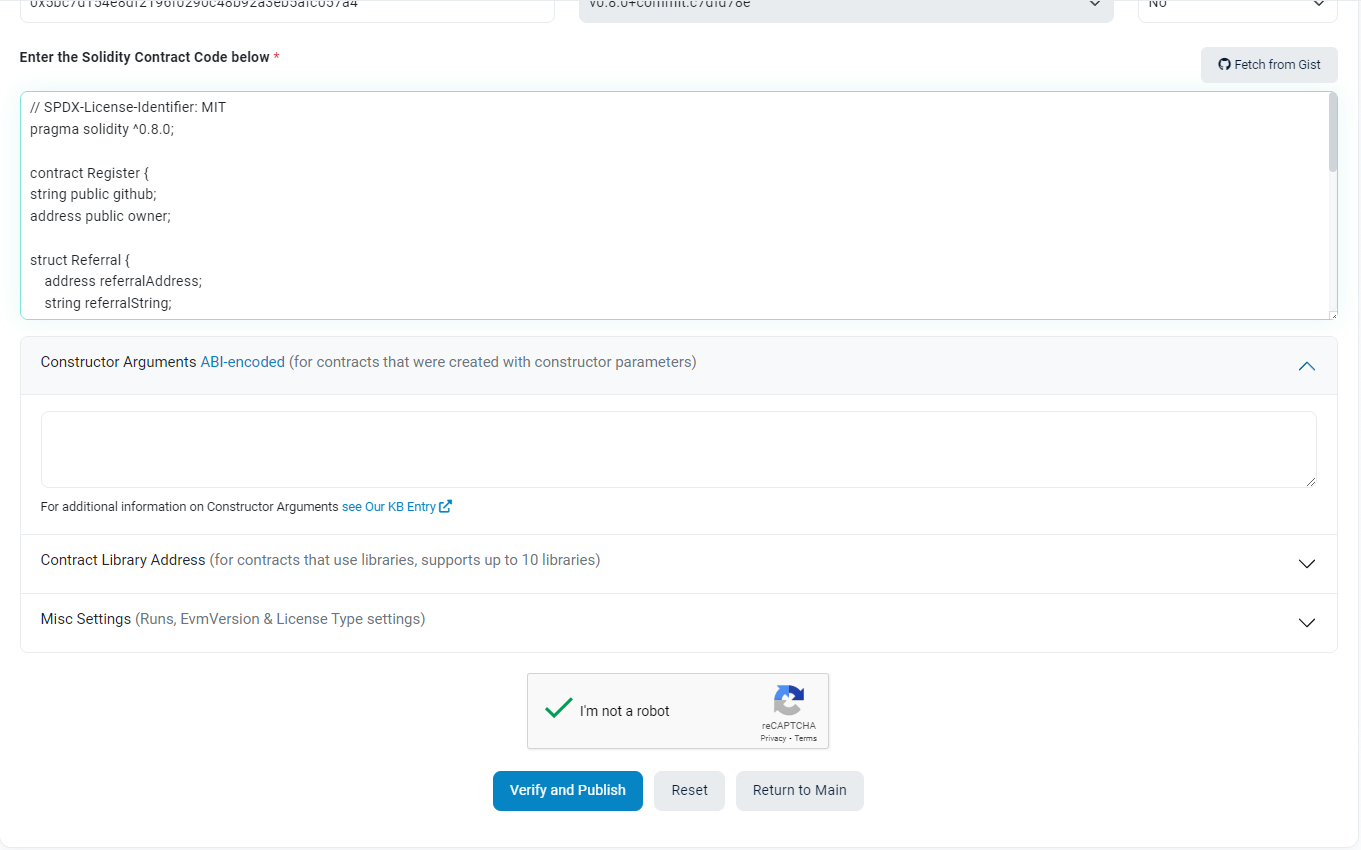 0x5bc7d154e8df2196f0290c48b92a3eb5afc057a4
v0.8.0+commit.c7dfd78e
No
Enter the Solidity Contract Code below *
Fetch from Gist
// SPDX-License-Identifier: MIT
pragma solidity ^0.8.0;
contract Register {
string public github;
address public owner;
struct Referral {
address referralAddress;
string referralString;
Constructor Arguments ABI-encoded (for contracts that were created with constructor parameters)
For additional information on Constructor Arguments see Our KB Entry
Contract Library Address (for contracts that use libraries, supports up to 10 libraries)
Misc Settings (Runs, EvmVersion & License Type settings)
I'm not a robot
reCAPTCHA
Privacy - Terms
Verify and Publish
Reset
Return to Main